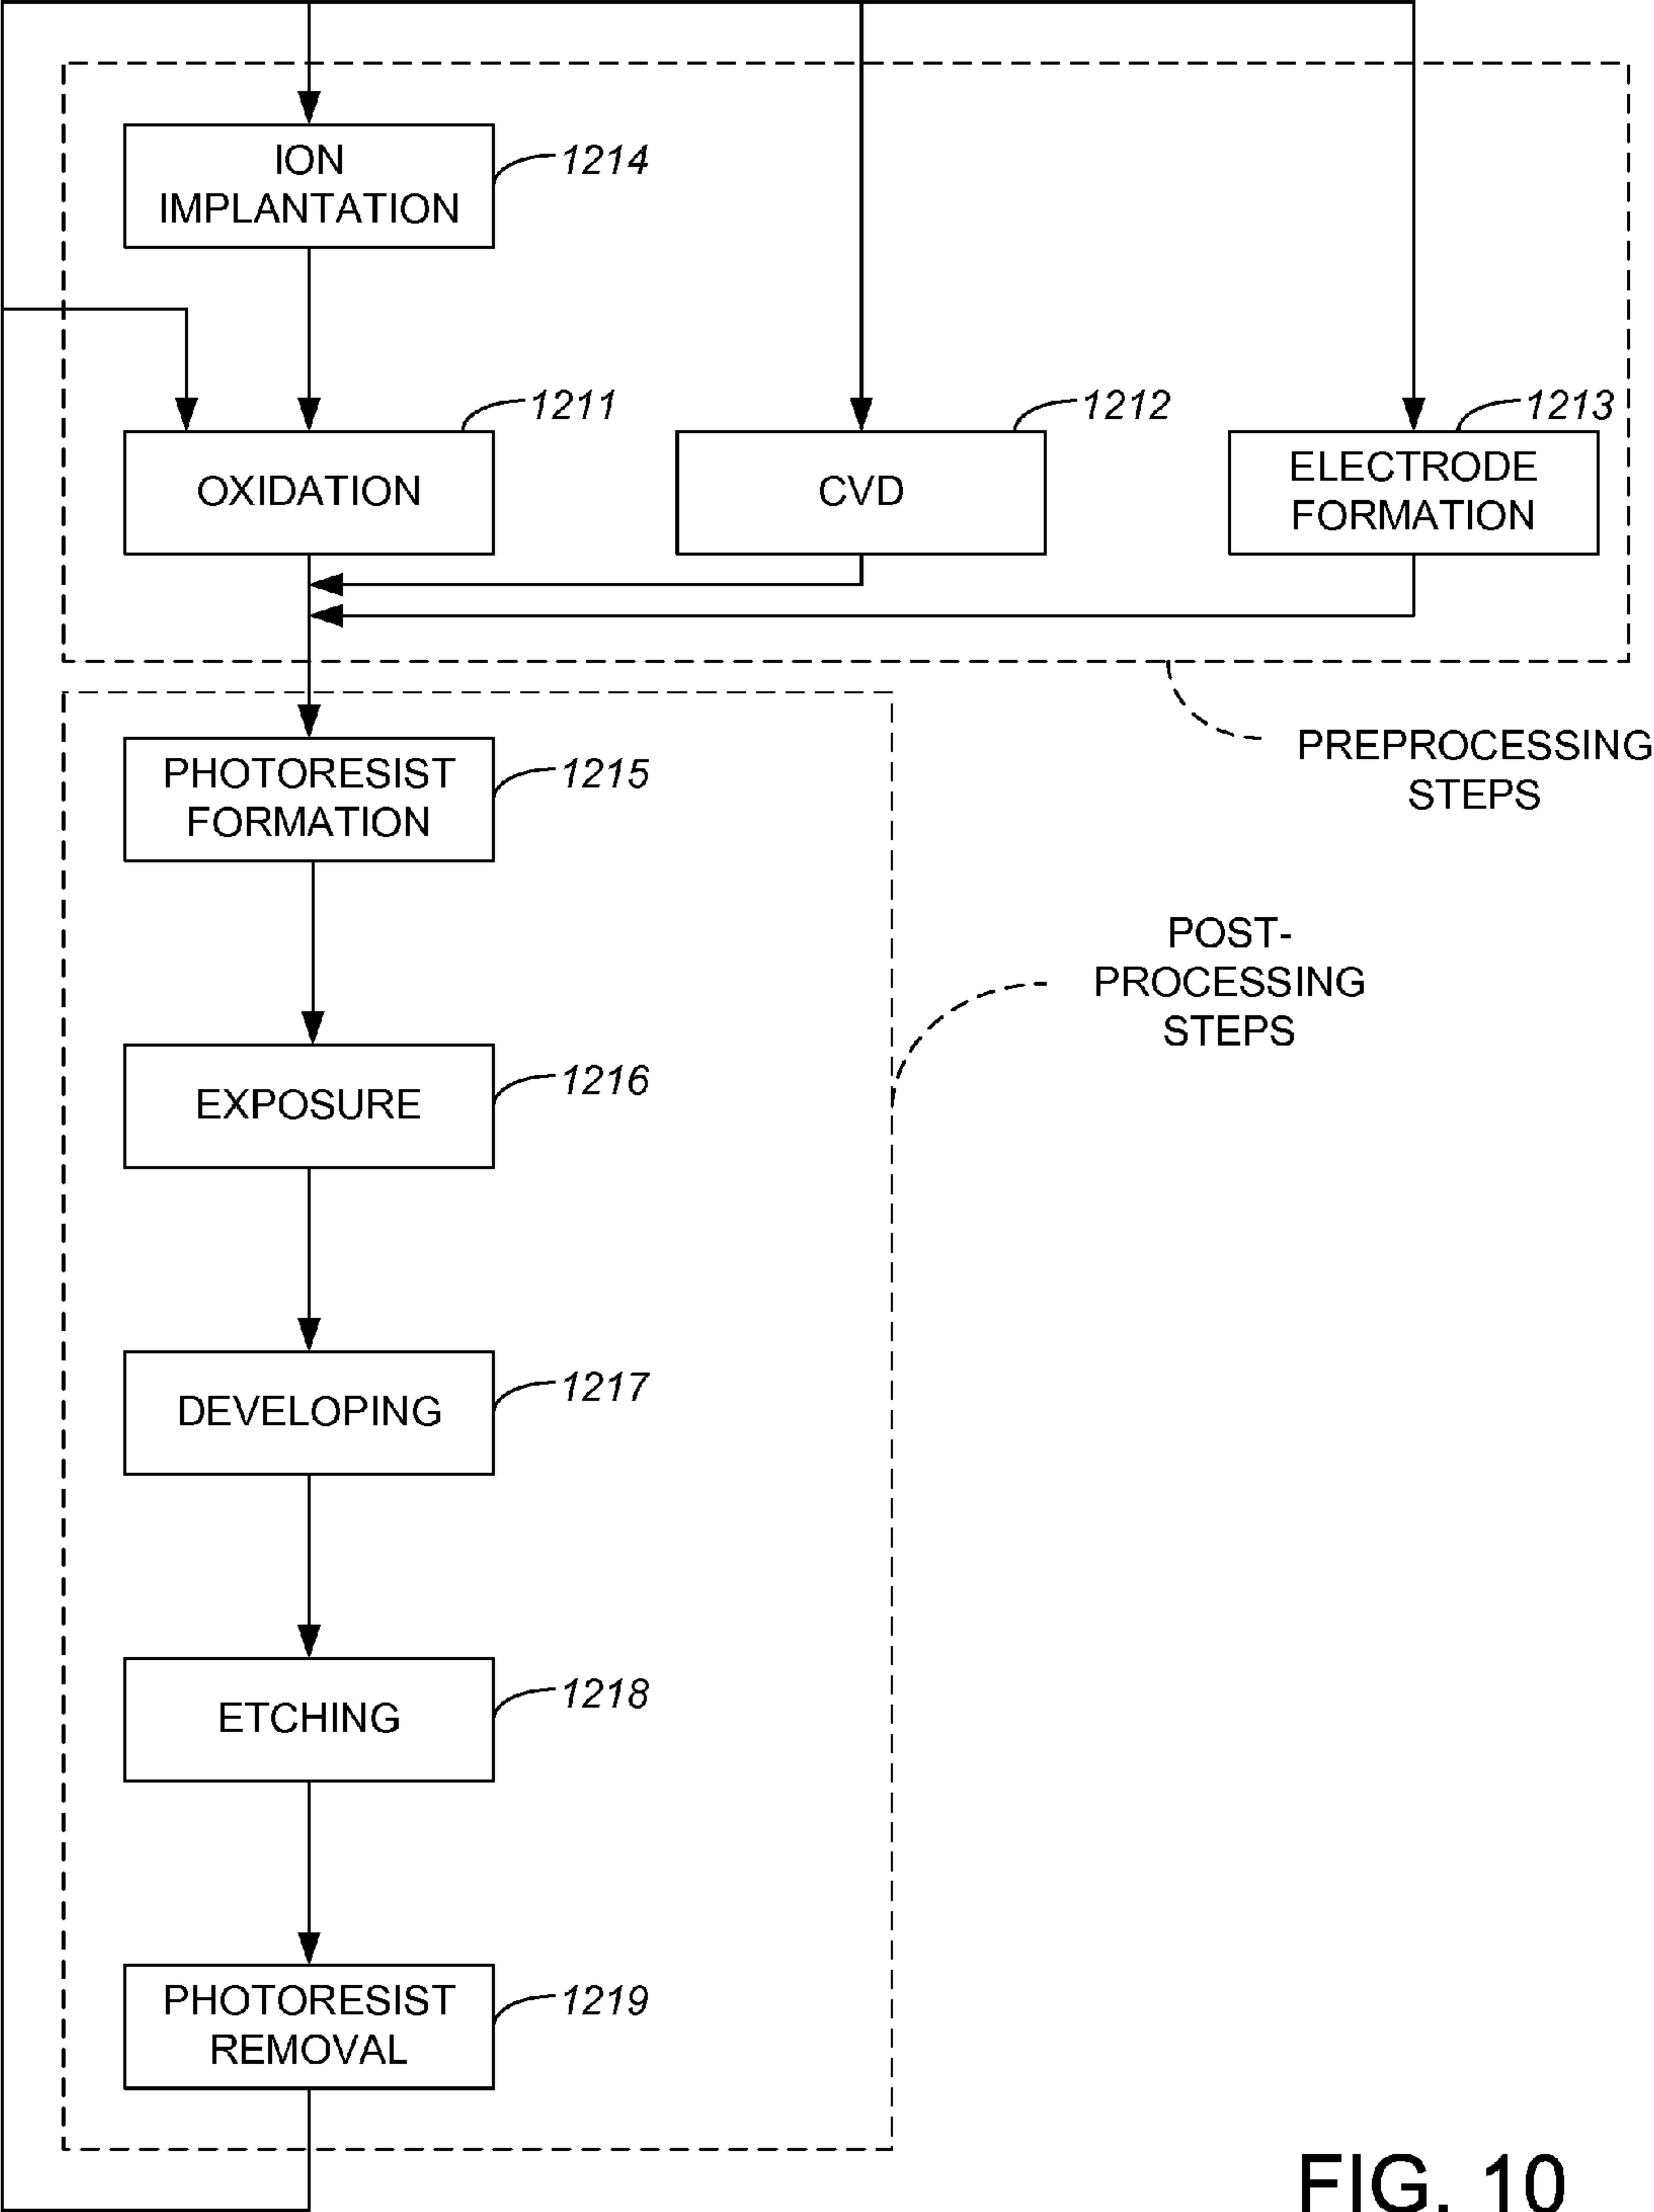 ION
IMPLANTATION
1214
OXIDATION
1211
CVD
1212
ELECTRODE
FORMATION
1213
PREPROCESSING
STEPS
PHOTORESIST
FORMATION
1215
POST-
PROCESSING
STEPS
EXPOSURE
1216
DEVELOPING
1217
ETCHING
1218
PHOTORESIST
REMOVAL
1219
FIG. 10